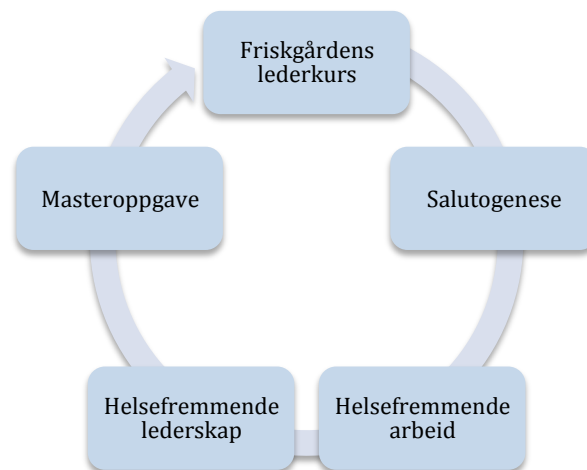 Friskgårdens
lederkurs
Salutogenese
Helsefremmende
arbeid
Helsefremmende
lederskap
Masteroppgave